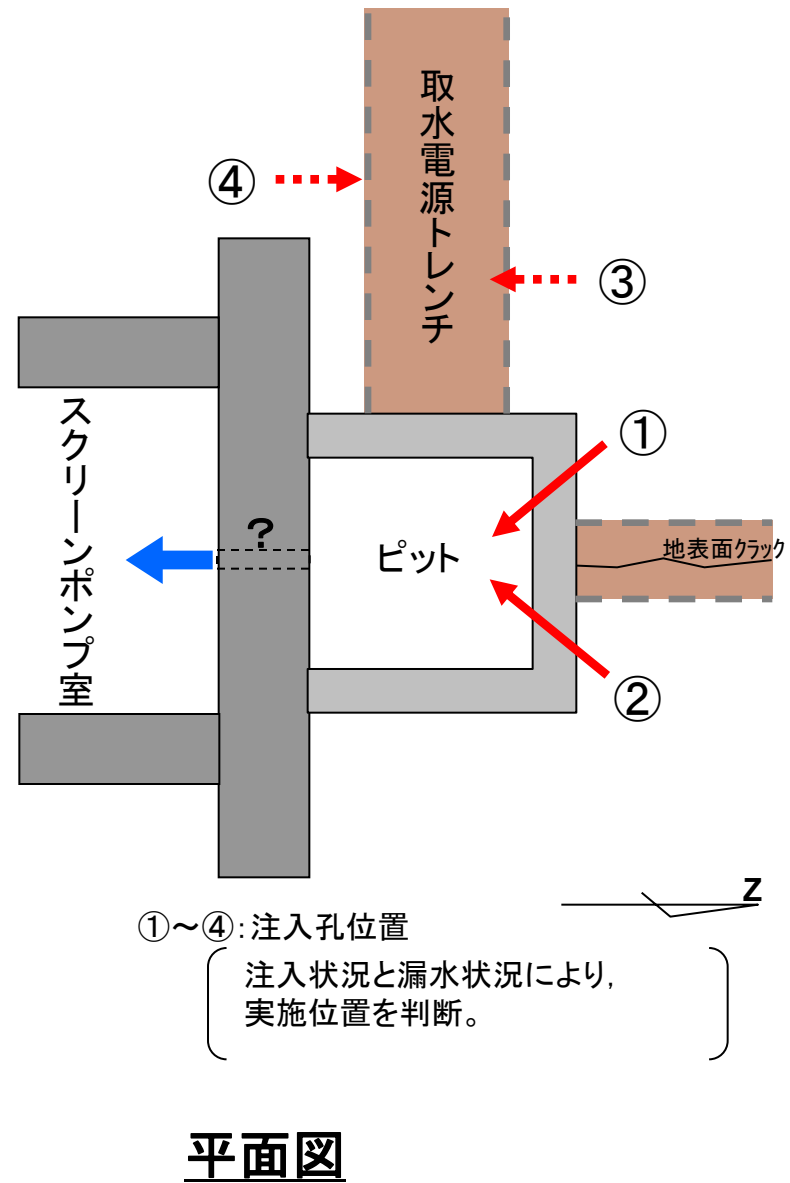 取水電源トレンチ
④
③
①
スクリーンポンプ室
?
ピット
地表面クラック
②
N
①~④:注入孔位置
注入状況と漏水状況により,
実施位置を判断。
平面図